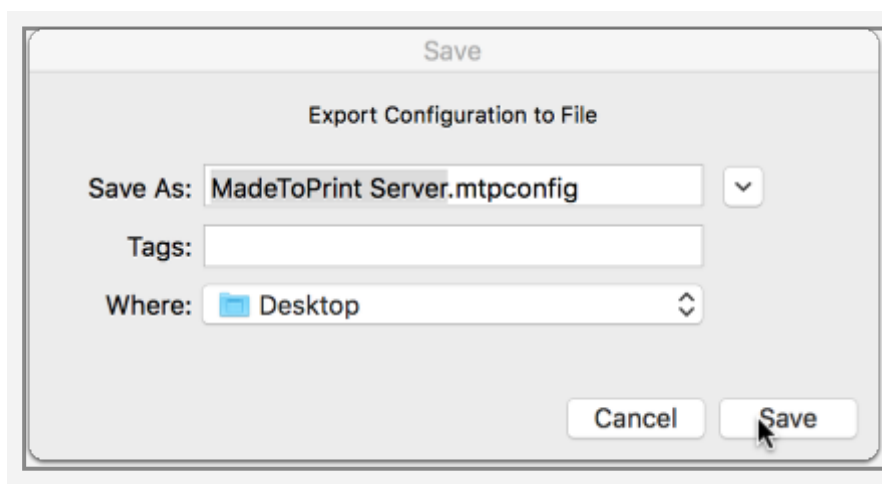 Save
Export Configuration to File
Save As: MadeToPrint Server.mtpconfig
Tags:
Where: Desktop
Cancel Save